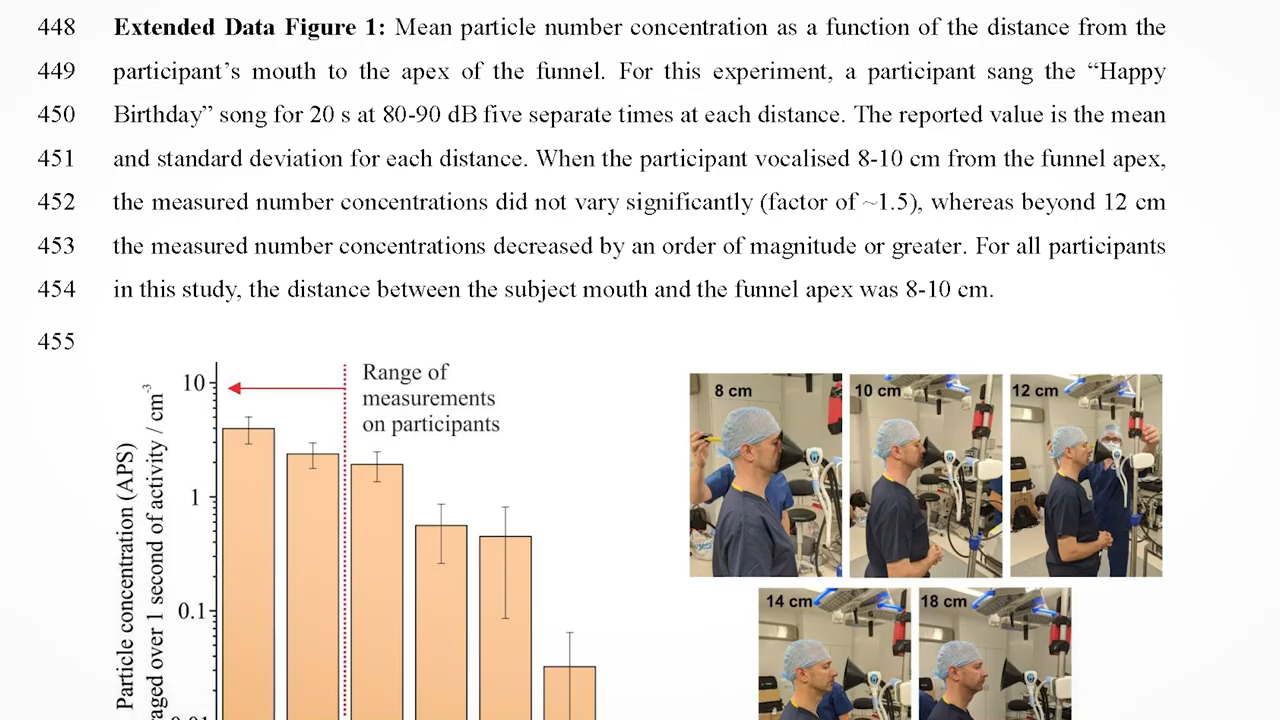 448 Extended Data Figure 1: Mean particle number concentration as a function of the distance from the
449 participant’s mouth to the apex of the funnel. For this experiment, a participant sang the “Happy
450 Birthday” song for 20 s at 80-90 dB five separate times at each distance. The reported value is the mean
451 and standard deviation for each distance. When the participant vocalised 8-10 cm from the funnel apex,
452 the measured number concentrations did not vary significantly (factor of ~1.5), whereas beyond 12 cm
453 the measured number concentrations decreased by an order of magnitude or greater. For all participants
454 in this study, the distance between the subject mouth and the funnel apex was 8-10 cm.
455
Particle concentration (APS)
raged over 1 second of activity / cm-3
10
1
0.1
Range of
measurements
on participants
8 cm
10 cm
12 cm
14 cm
18 cm